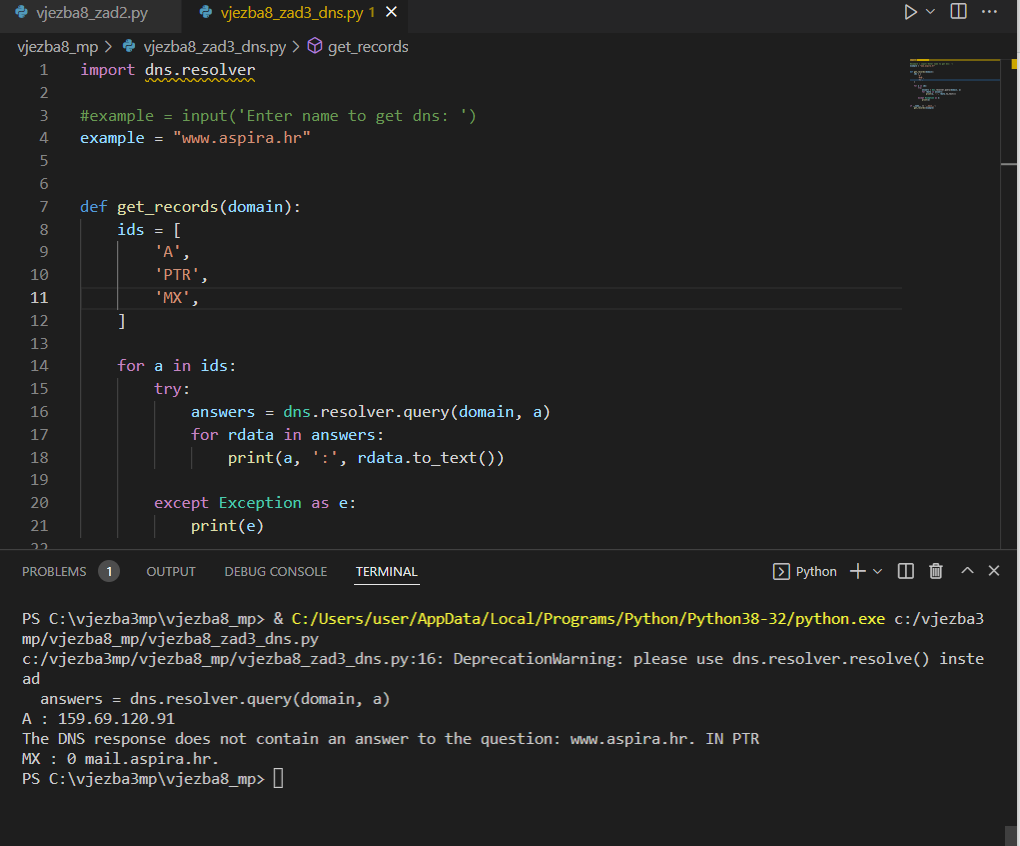 vjezba8_zad2.py vjezba8_zad3_dns.py 1
vjezba8_mp > vjezba8_zad3_dns.py > get_records
1 import dns.resolver
2
3 #example = input('Enter name to get dns: ')
4 example = "www.aspira.hr"
5
6
7 def get_records(domain):
8     ids = [
9         'A',
10         'PTR',
11         'MX',
12     ]
13
14     for a in ids:
15         try:
16             answers = dns.resolver.query(domain, a)
17             for rdata in answers:
18                 print(a, ':', rdata.to_text())
19
20         except Exception as e:
21             print(e)
22
PROBLEMS 1 OUTPUT DEBUG CONSOLE TERMINAL Python
PS C:\vjezba3mp\vjezba8_mp> & C:/Users/user/AppData/Local/Programs/Python/Python38-32/python.exe c:/vjezba3
mp/vjezba8_mp/vjezba8_zad3_dns.py
c:/vjezba3mp/vjezba8_mp/vjezba8_zad3_dns.py:16: DeprecationWarning: please use dns.resolver.resolve() inste
ad
  answers = dns.resolver.query(domain, a)
A : 159.69.120.91
The DNS response does not contain an answer to the question: www.aspira.hr. IN PTR
MX : 0 mail.aspira.hr.
PS C:\vjezba3mp\vjezba8_mp>